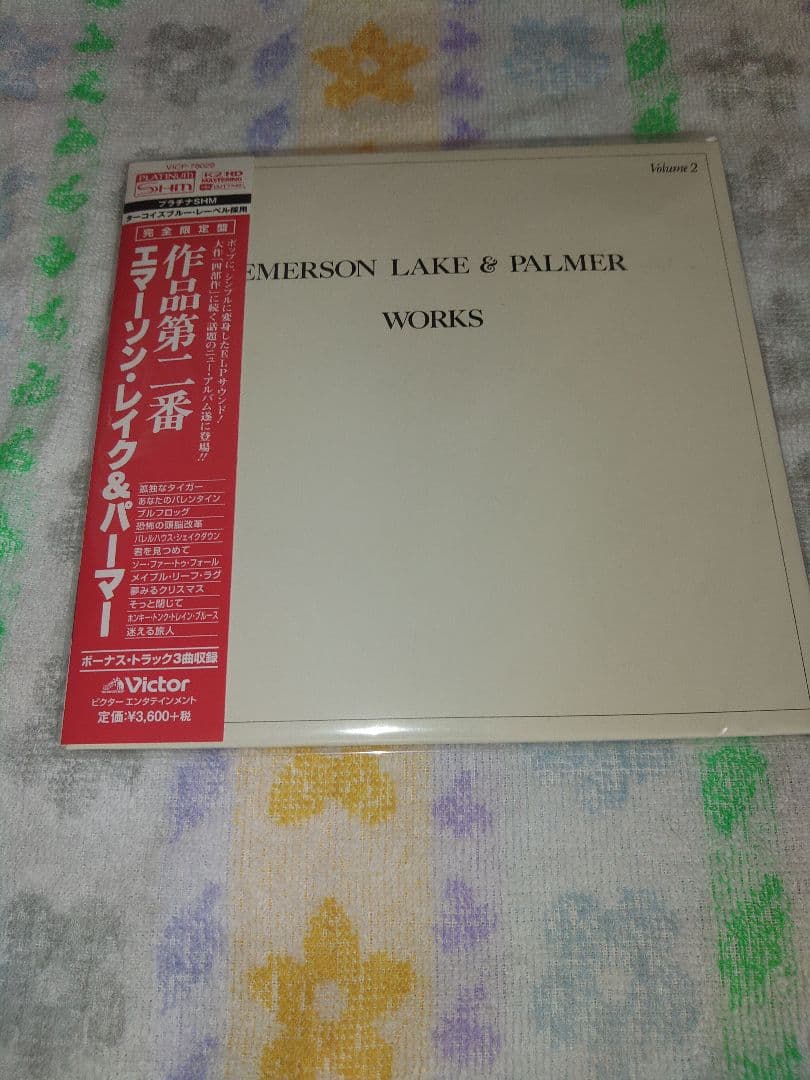 VICP-78029
PLATINUM
SHM
K2 HD
MASTERING
プラチナSHM
ターコイズブルー・レーベル採用
完全限定盤
ポップに、シンプルに変身したELPサウンド!
大作「四部作」に続く話題のニュー・アルバム遂に登場!!
作品第二番
エマーソン・レイク&パーマー
孤独なタイガー
あなたのバレンタイン
ブルフロッグ
恐怖の頭脳改革
バレルハウス・シェイクダウン
君を見つめて
ソー・ファー・トゥ・フォール
メイプル・リーフ・ラグ
夢みるクリスマス
そっと閉じて
ホンキー・トンク・トレイン・ブルース
迷える旅人
ボーナス・トラック3曲収録
Victor
ビクター エンタテインメント
定価:¥3,600+税
Volume 2
EMERSON LAKE & PALMER
WORKS